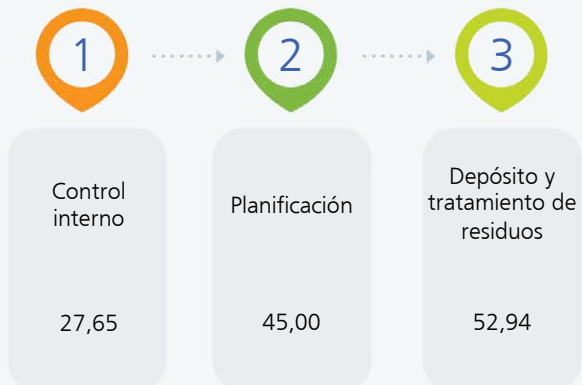 1
2
3
Control
interno
27,65
Planificación
45,00
Depósito y
tratamiento de
residuos
52,94